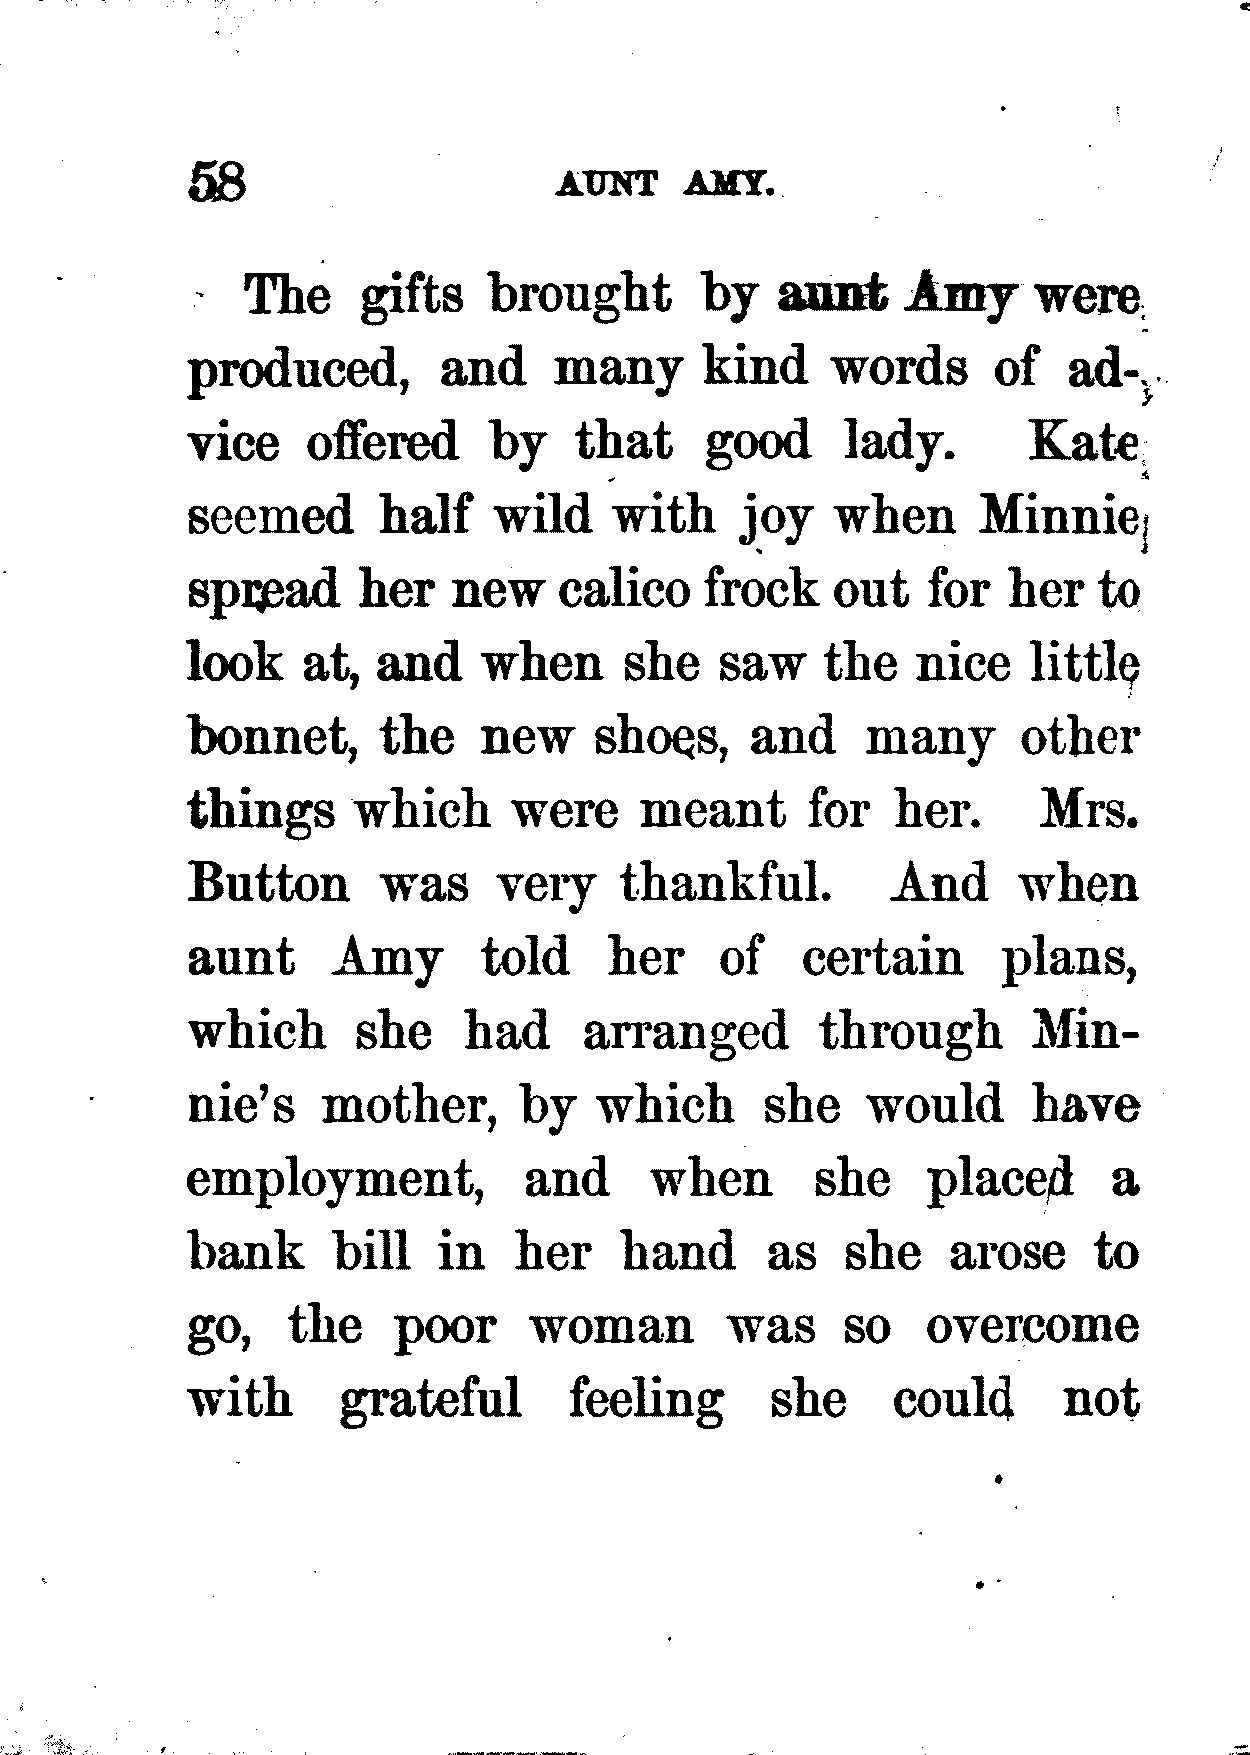 58 AUNT AMY.
The gifts brought by aunt Amy were
produced, and many kind words of ad-
vice offered by that good lady. Kate
seemed half wild with joy when Minnie
spread her new calico frock out for her to
look at, and when she saw the nice little
bonnet, the new shoes, and many other
things which were meant for her. Mrs.
Button was very thankful. And when
aunt Amy told her of certain plans,
which she had arranged through Min-
nie's mother, by which she would have
employment, and when she placed a
bank bill in her hand as she arose to
go, the poor woman was so overcome
with grateful feeling she could not